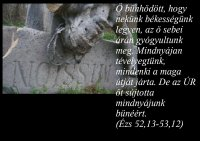 Ő bűnhődött, hogy
nekünk békességünk
legyen, az ő sebei
árán gyógyultunk
meg. Mindnyájan
tévelyegtünk,
mindenki a maga
útját járta. De az ÚR
őt sújtotta
mindnyájunk
bűnéért.
(Ézs 52,13-53,12)